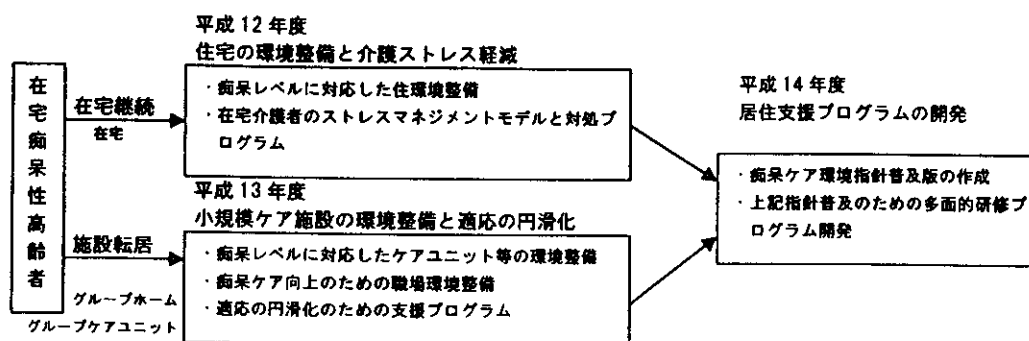 平成12年度
住宅の環境整備と介護ストレス軽減
在宅痴呆性高齢者
在宅継続
在宅
・痴呆レベルに対応した住環境整備
・在宅介護者のストレスマネジメントモデルと対処プ
ログラム
平成13年度
小規模ケア施設の環境整備と適応の円滑化
施設転居
グループホーム
グループケアユニット
・痴呆レベルに対応したケアユニット等の環境整備
・痴呆ケア向上のための職場環境整備
・適応の円滑化のための支援プログラム
平成14年度
居住支援プログラムの開発
・痴呆ケア環境指針普及版の作成
・上記指針普及のための多面的研修プ
ログラム開発